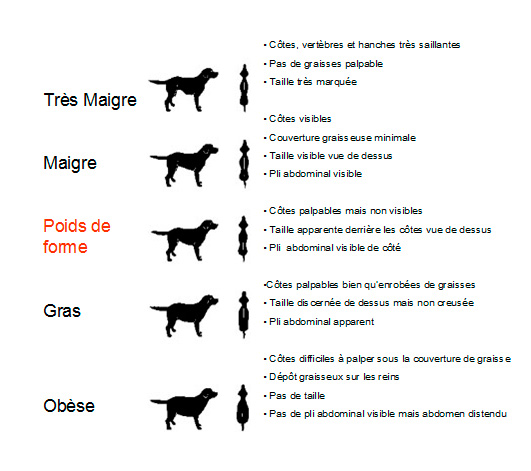 • Côtes, vertèbres et hanches très saillantes
• Pas de graisses palpable
• Taille très marquée
Très Maigre
• Côtes visibles
• Couverture graisseuse minimale
• Taille visible vue de dessus
• Pli abdominal visible
Maigre
• Côtes palpables mais non visibles
• Taille apparente derrière les côtes vue de dessus
• Pli abdominal visible de côté
Poids de
forme
•Côtes palpables bien qu'enrobées de graisses
• Taille discernée de dessus mais non creusée
• Pli abdominal apparent
Gras
• Côtes difficiles à palper sous la couverture de graisse
• Dépôt graisseux sur les reins
• Pas de taille
• Pas de pli abdominal visible mais abdomen distendu
Obèse